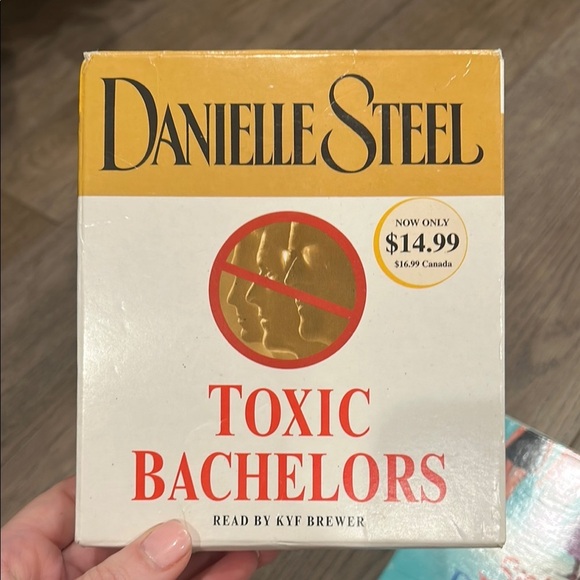 DANIELLE STEEL
NOW ONLY
$14.99
$16.99 Canada
TOXIC
BACHELORS
READ BY KYF BREWER